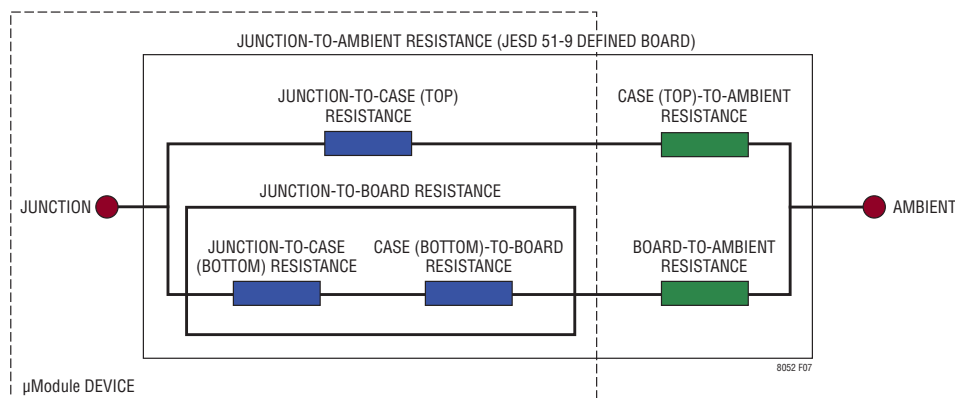 JUNCTION-TO-AMBIENT RESISTANCE (JESD 51-9 DEFINED BOARD)
JUNCTION-TO-CASE (TOP)
RESISTANCE
CASE (TOP)-TO-AMBIENT
RESISTANCE
JUNCTION-TO-BOARD RESISTANCE
JUNCTION
AMBIENT
JUNCTION-TO-CASE
(BOTTOM) RESISTANCE
CASE (BOTTOM)-TO-BOARD
RESISTANCE
BOARD-TO-AMBIENT
RESISTANCE
8052 F07
µModule DEVICE